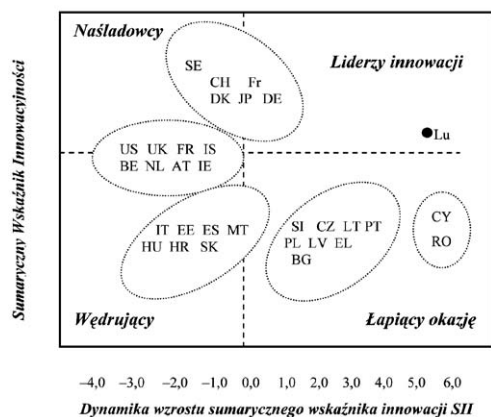 Naśladowcy
Liderzy innowacji
SE
CH Fr
DK JP DE
Lu
US UK FR IS
BE NL AT IE
IT EE ES MT
HU HR SK
SI CZ LT PT
PL LV EL
BG
CY
RO
Wędrujący
Łapiący okazję
Sumaryczny Wskaźnik Innowacyjności
–4,0 –3,0 –2,0 –1,0 0,0 1,0 2,0 3,0 4,0 5,0 6,0
Dynamika wzrostu sumarycznego wskaźnika innowacji SII